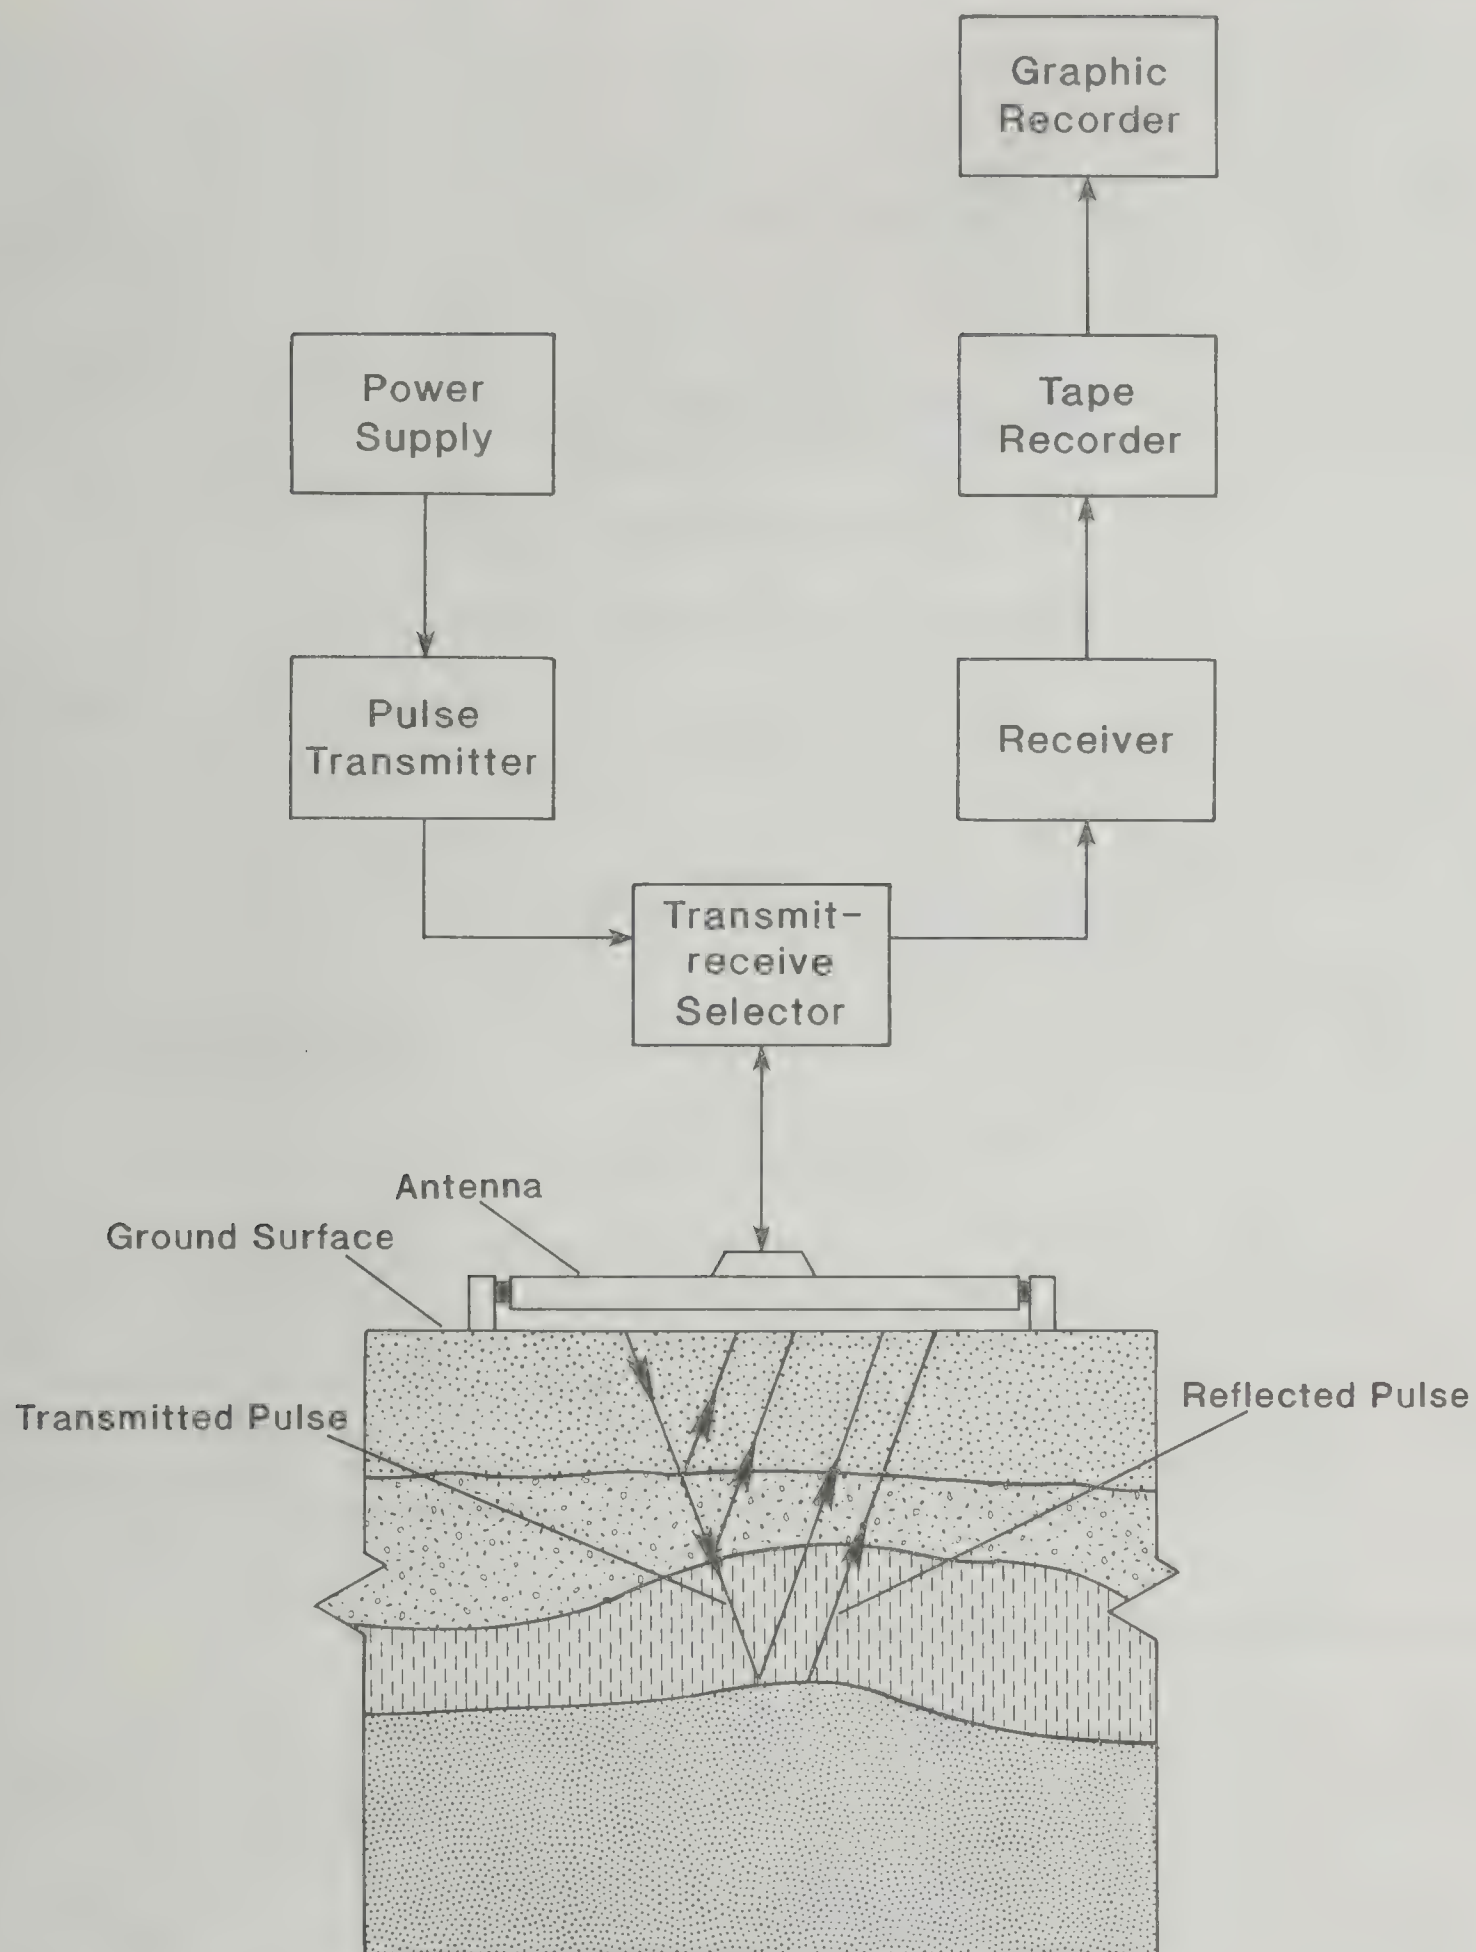 Graphic
Recorder
Power
Supply
Tape
Recorder
Pulse
Transmitter
Receiver
Transmit-
receive
Selector
Antenna
Ground Surface
Transmitted Pulse
Reflected Pulse